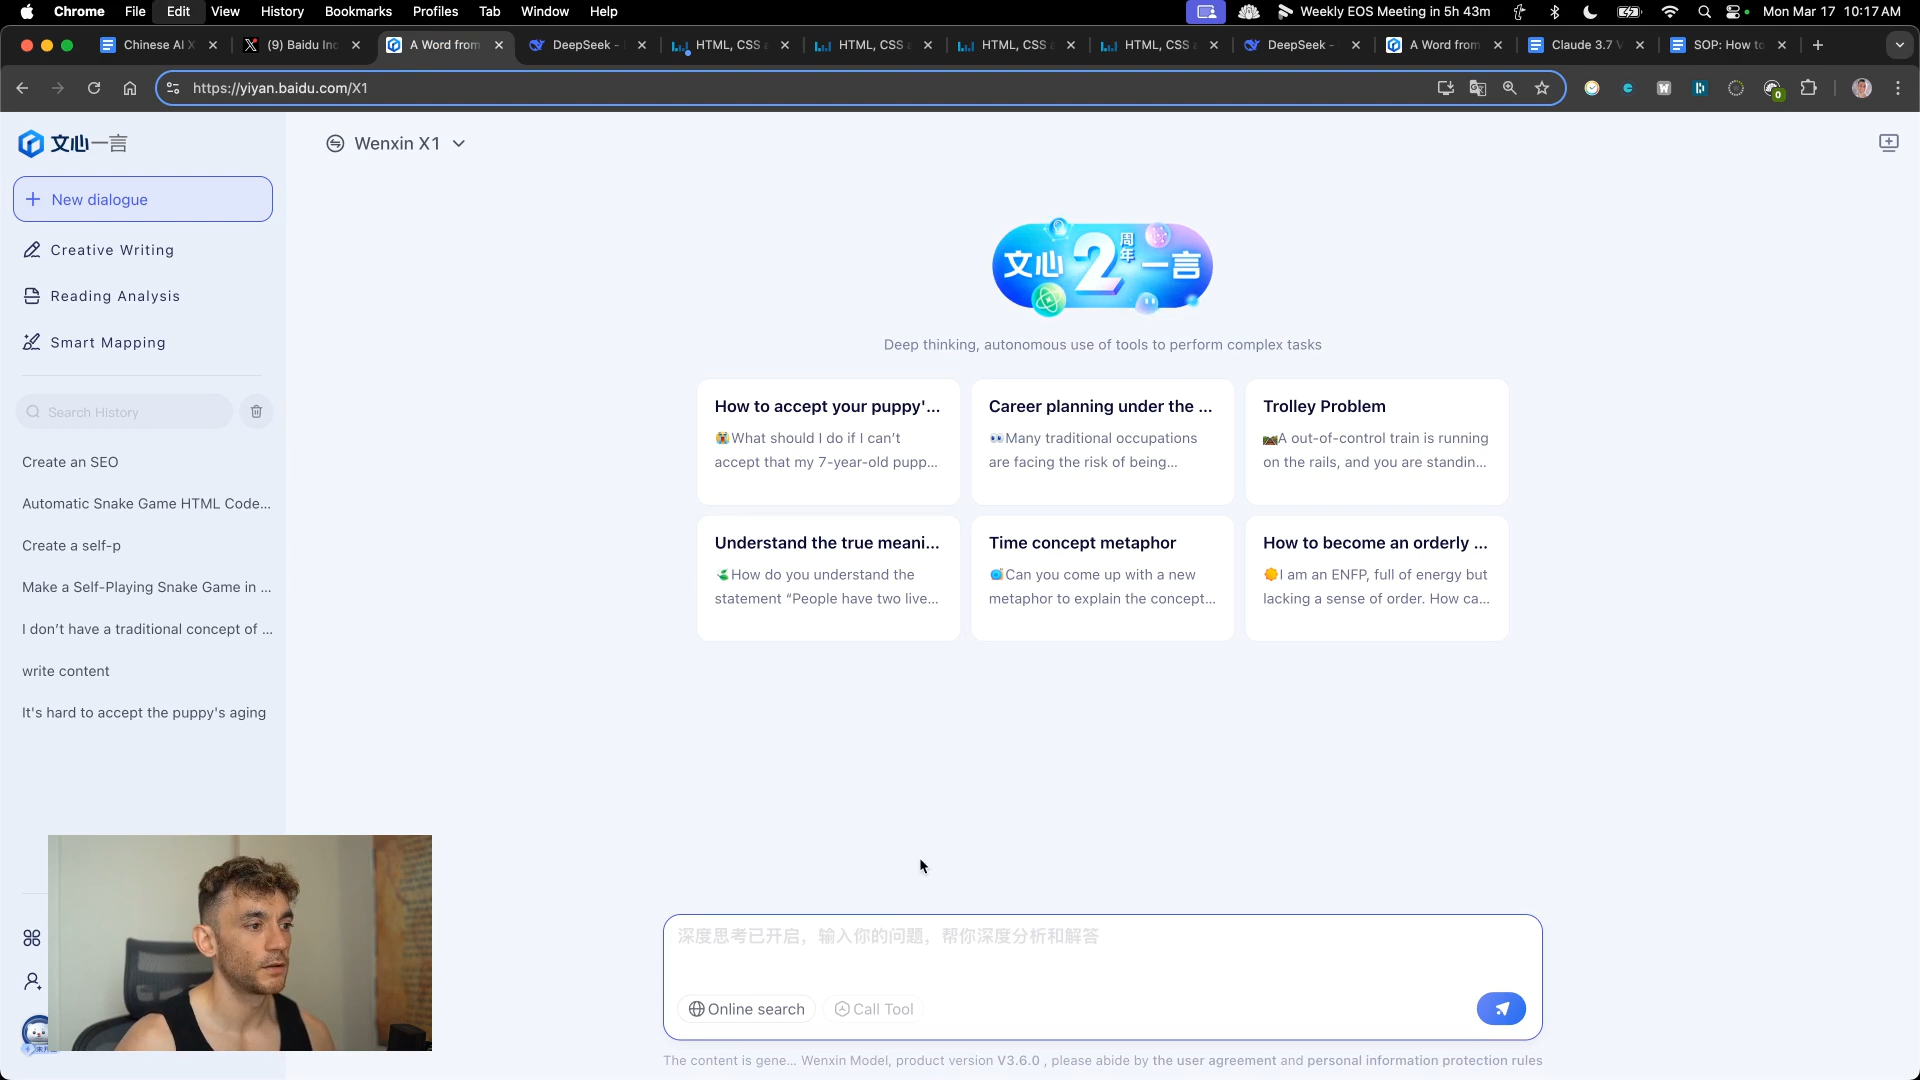 Chrome File Edit View History Bookmarks Profiles Tab Window Help Weekly EOS Meeting in 5h 43m Mon Mar 17 10:17 AM
Chinese AI X (9) Baidu Inc A Word from DeepSeek - HTML, CSS a HTML, CSS a HTML, CSS a HTML, CSS a DeepSeek - A Word from Claude 3.7 V SOP: How to
https://yiyan.baidu.com/X1
0
文心一言
Wenxin X1
New dialogue
Creative Writing
Reading Analysis
Smart Mapping
Search History
Create an SEO
Automatic Snake Game HTML Code...
Create a self-p
Make a Self-Playing Snake Game in ...
I don't have a traditional concept of ...
write content
It's hard to accept the puppy's aging
文心2周年一言
Deep thinking, autonomous use of tools to perform complex tasks
How to accept your puppy'...
😭What should I do if I can't
accept that my 7-year-old pupp...
Career planning under the ...
👀Many traditional occupations
are facing the risk of being...
Trolley Problem
🛤️A out-of-control train is running
on the rails, and you are standin...
Understand the true meani...
How do you understand the
statement “People have two live...
Time concept metaphor
Can you come up with a new
metaphor to explain the concept...
How to become an orderly ...
I am an ENFP, full of energy but
lacking a sense of order. How ca...
深度思考已开启，输入你的问题，帮你深度分析和解答
Online search Call Tool
The content is gene... Wenxin Model, product version V3.6.0 , please abide by the user agreement and personal information protection rules